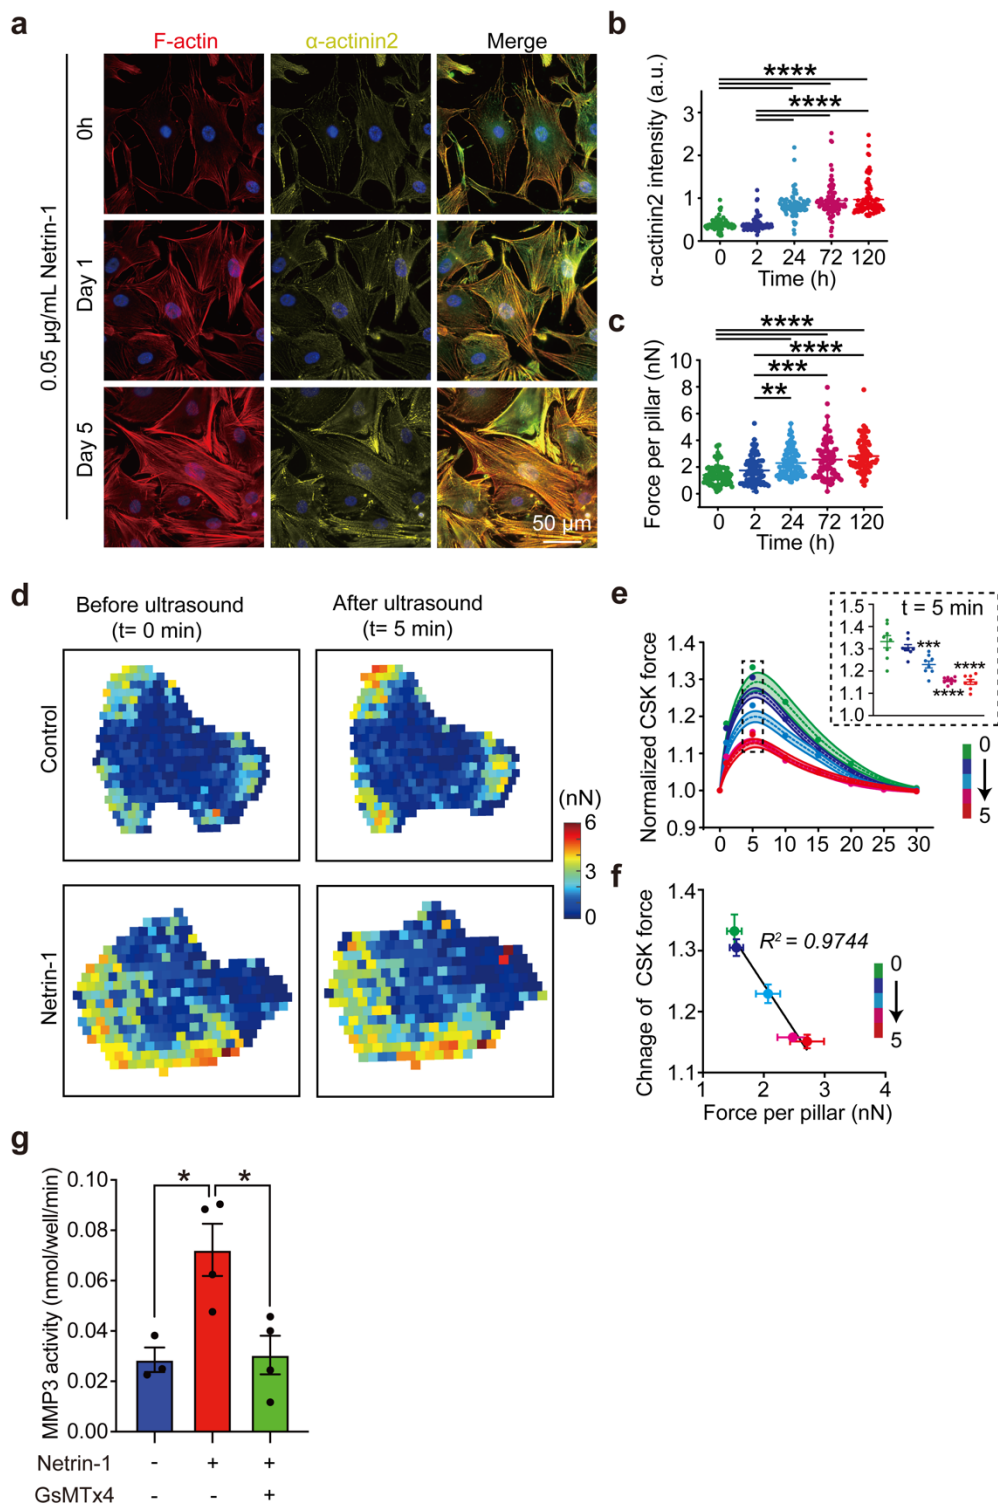 a
F-actin
α-actinin2
Merge
0.05 µg/mL Netrin-1
0h
Day 1
Day 5
50 µm
b
α-actinin2 intensity (a.u.)
****
****
3
2
1
0
0 2 24 72 120
Time (h)
c
Force per pillar (nN)
****
****
***
**
10
8
6
4
2
0
0 2 24 72 120
Time (h)
d
Before ultrasound
(t= 0 min)
After ultrasound
(t= 5 min)
Control
Netrin-1
(nN)
6
3
0
e
Normalized CSK force
1.4
1.3
1.2
1.1
1.0
0.9
0 5 10 15 20 25 30
t = 5 min
1.5
1.4
1.3
1.2
1.1
1.0
***
****
****
0
5
f
Chnage of CSK force
1.4
1.3
1.2
1.1
R² = 0.9744
1 2 3 4
Force per pillar (nN)
0
5
g
MMP3 activity (nmol/well/min)
0.10
0.08
0.06
0.04
0.02
0.00
* *
Netrin-1 - + +
GsMTx4 - - +